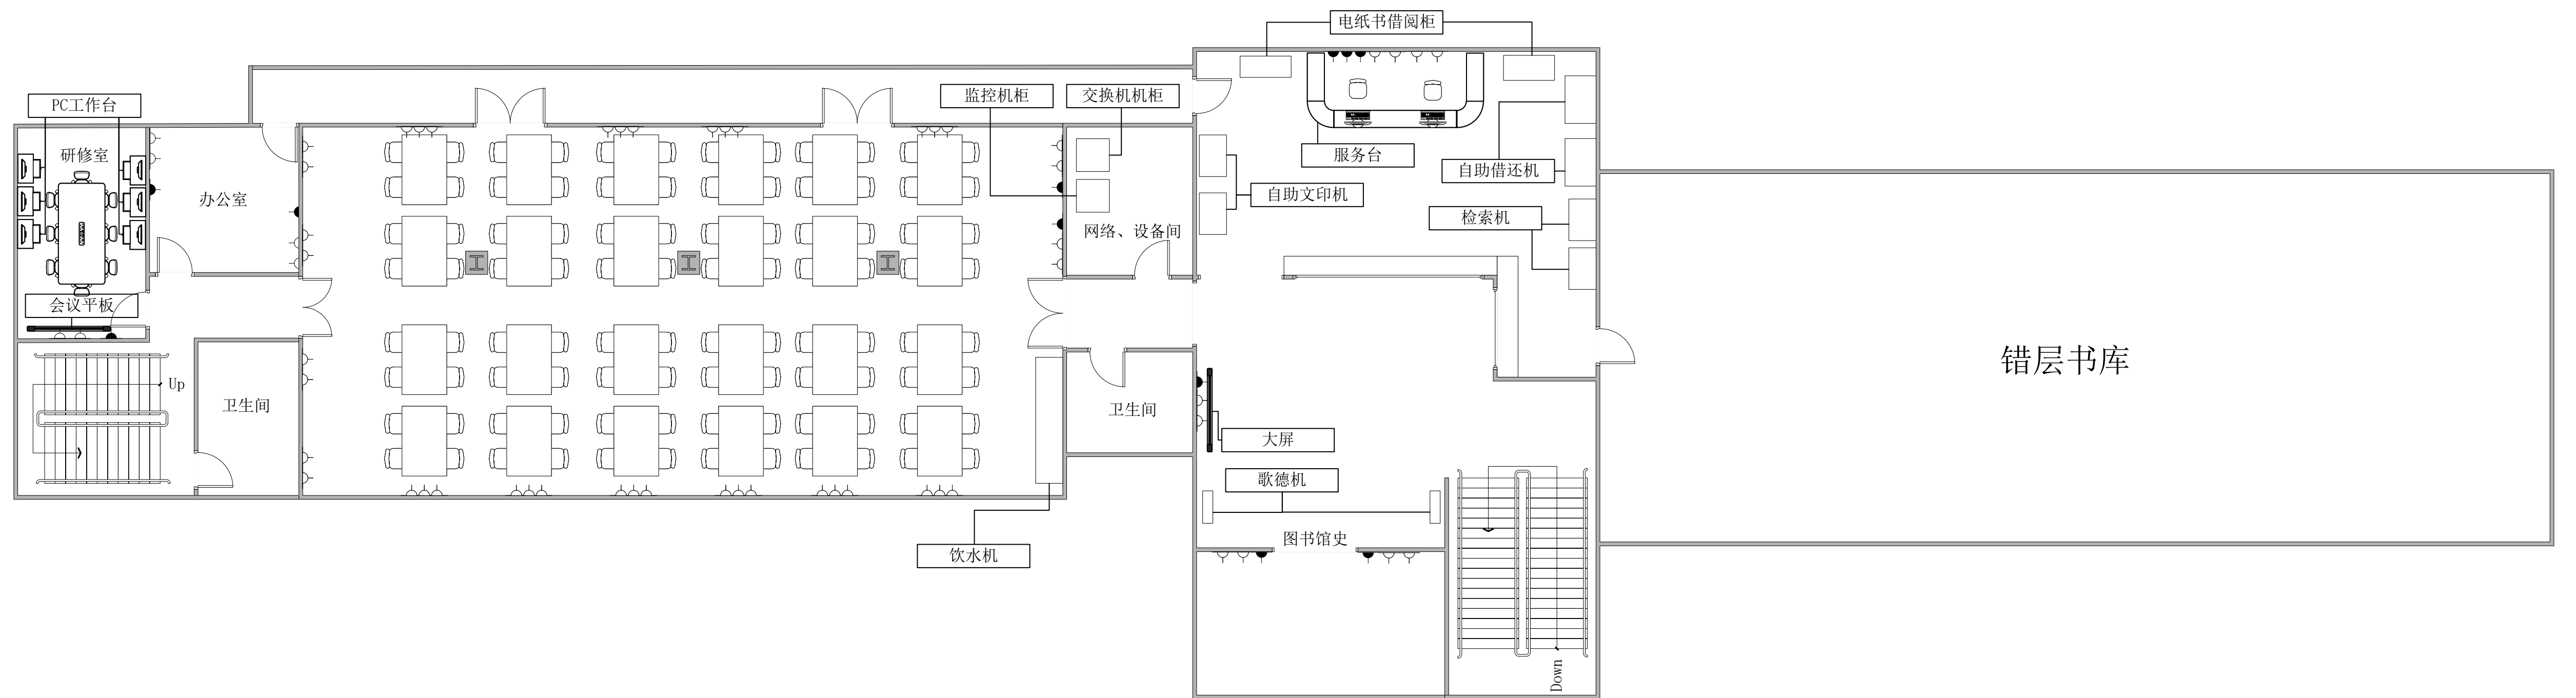 电纸书借阅柜
PC工作台
监控机柜
交换机机柜
研修室
服务台
自助借还机
办公室
自助文印机
检索机
网络、设备间
会议平板
错层书库
Up
卫生间
卫生间
大屏
歌德机
图书馆史
饮水机
Down